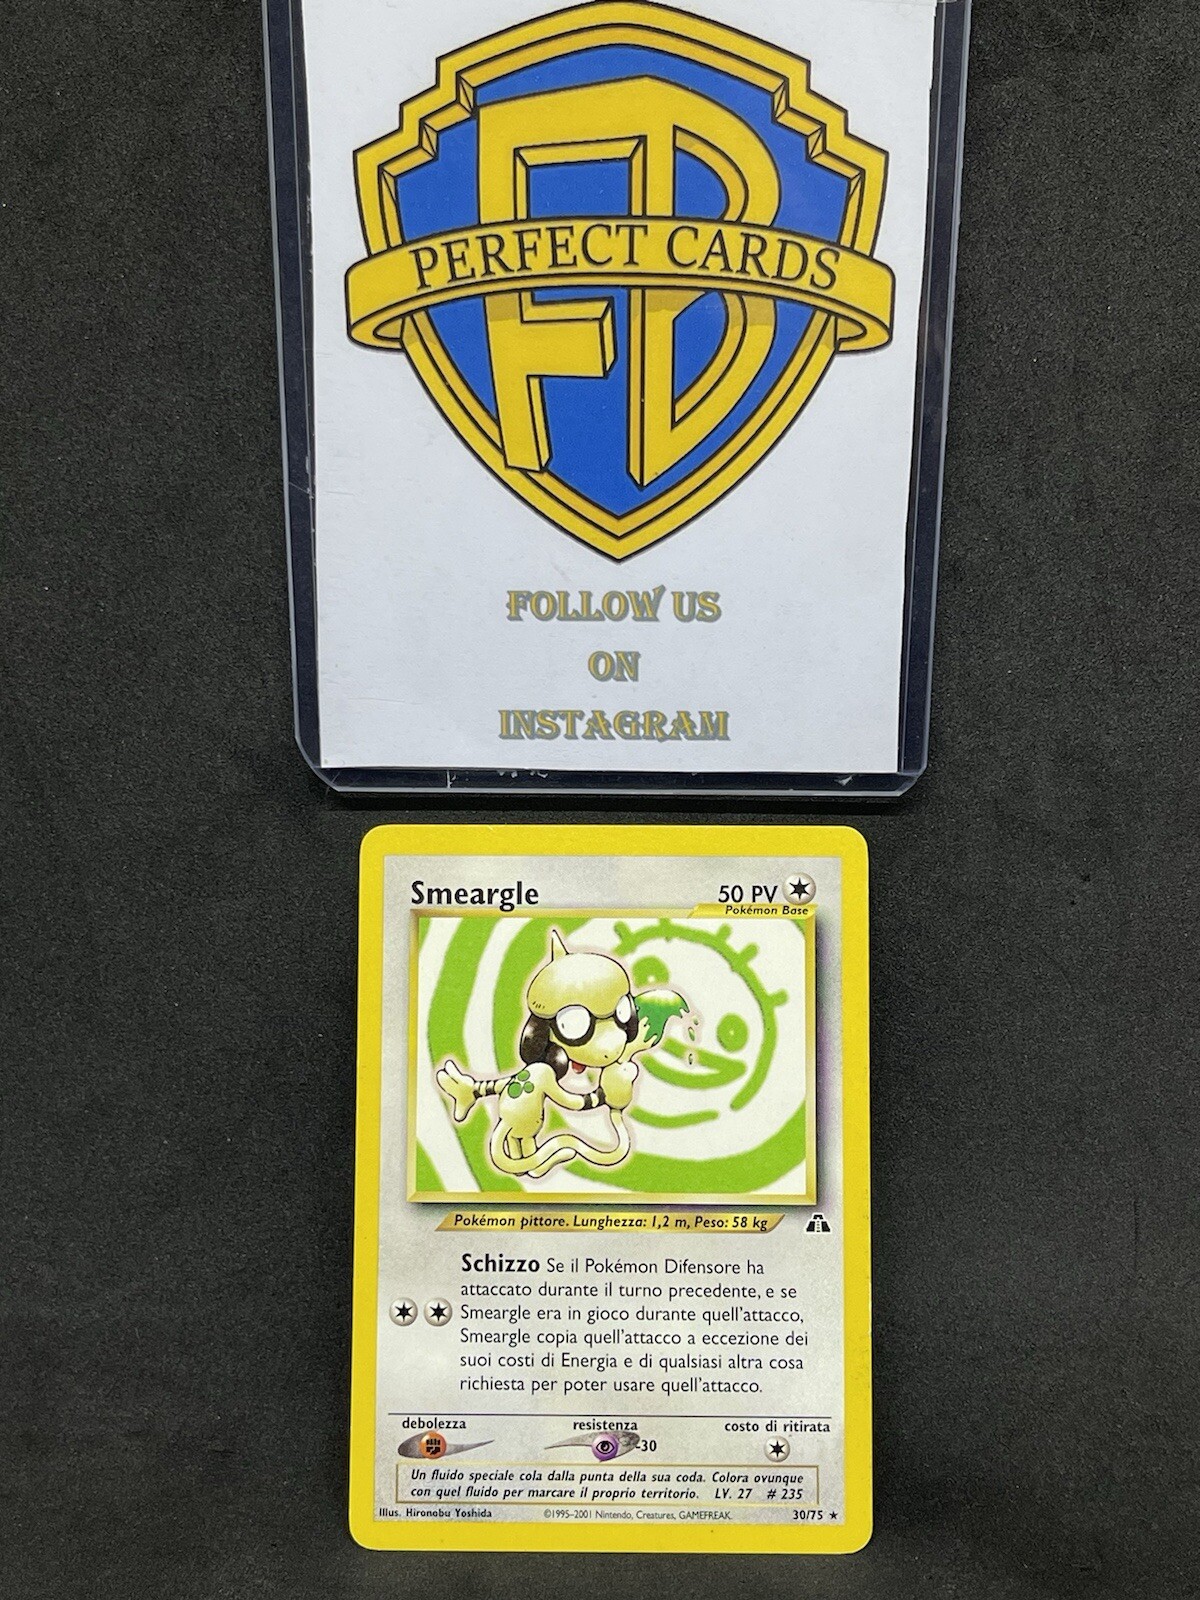 FB
PERFECT CARDS
FOLLOW US
ON
INSTAGRAM
Smeargle
50 PV
Pokémon Base
Pokémon pittore. Lunghezza: 1,2 m, Peso: 58 kg
Schizzo Se il Pokémon Difensore ha
attaccato durante il turno precedente, e se
Smeargle era in gioco durante quell'attacco,
Smeargle copia quell'attacco a eccezione dei
suoi costi di Energia e di qualsiasi altra cosa
richiesta per poter usare quell'attacco.
debolezza resistenza costo di ritirata
-30
Un fluido speciale cola dalla punta della sua coda. Colora ovunque
con quel fluido per marcare il proprio territorio. LV. 27 # 235
Illus. Hironobu Yoshida ©1995–2001 Nintendo, Creatures, GAMEFREAK. 30/75 ★